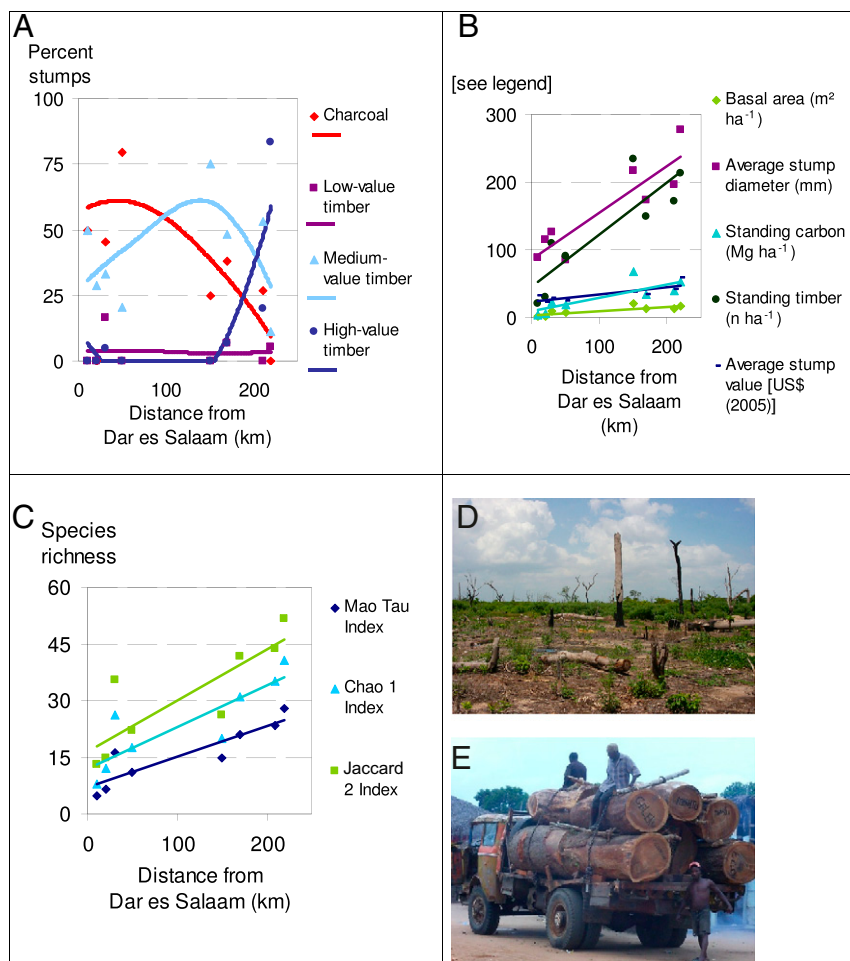 A
Percent
stumps
100
75
50
25
0
0
100
200
Distance from
Dar es Salaam (km)
Charcoal
Low-value
timber
Medium-
value timber
High-value
timber
B
[see legend]
300
200
100
0
0
100
200
Distance from
Dar es Salaam
(km)
Basal area (m²
ha⁻¹)
Average stump
diameter (mm)
Standing carbon
(Mg ha⁻¹)
Standing timber
(n ha⁻¹)
Average stump
value [US$
(2005)]
C
Species
richness
60
45
30
15
0
0
100
200
Distance from
Dar es Salaam (km)
Mao Tau
Index
Chao 1
Index
Jaccard
2 Index
D
E